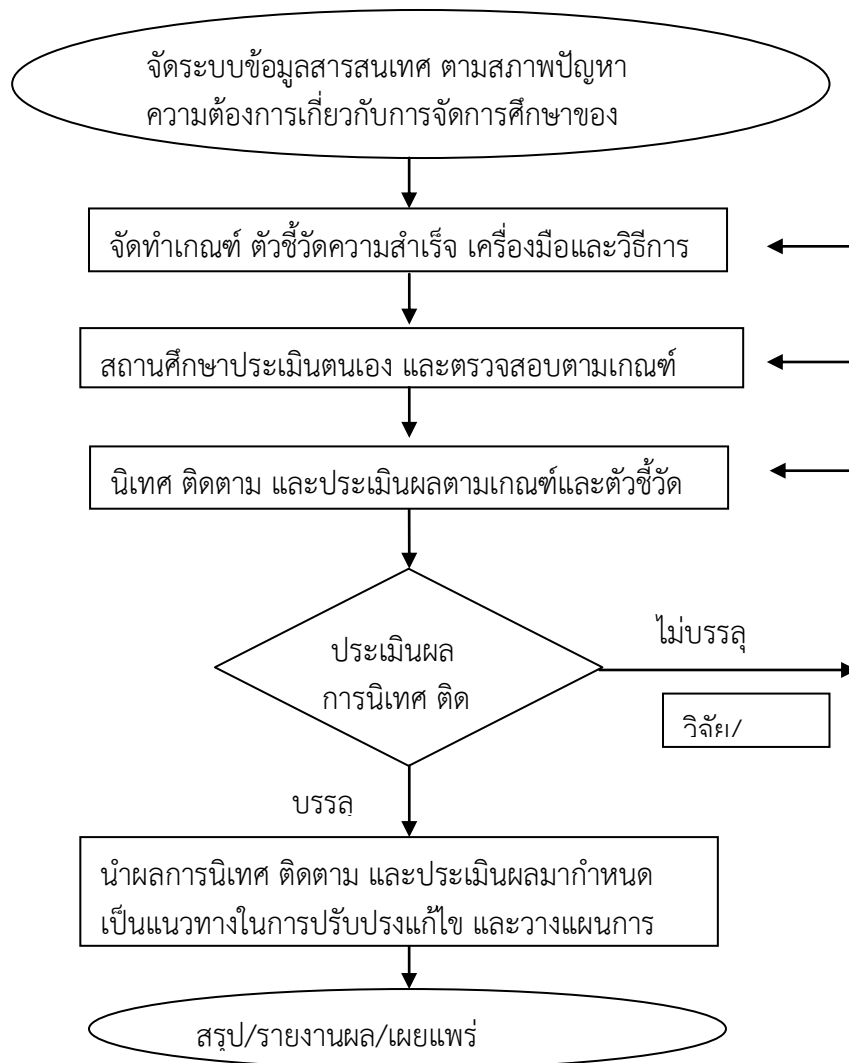 จัดระบบข้อมูลสารสนเทศ ตามสภาพปัญหา
ความต้องการเกี่ยวกับการจัดการศึกษาของ
จัดทำเกณฑ์ ตัวชี้วัดความสำเร็จ เครื่องมือและวิธีการ
สถานศึกษาประเมินตนเอง และตรวจสอบตามเกณฑ์
นิเทศ ติดตาม และประเมินผลตามเกณฑ์และตัวชี้วัด
ประเมินผล
การนิเทศ ติด
ไม่บรรลุ
วิจัย/
บรรลุ
นำผลการนิเทศ ติดตาม และประเมินผลมากำหนด
เป็นแนวทางในการปรับปรุงแก้ไข และวางแผนการ
สรุป/รายงานผล/เผยแพร่